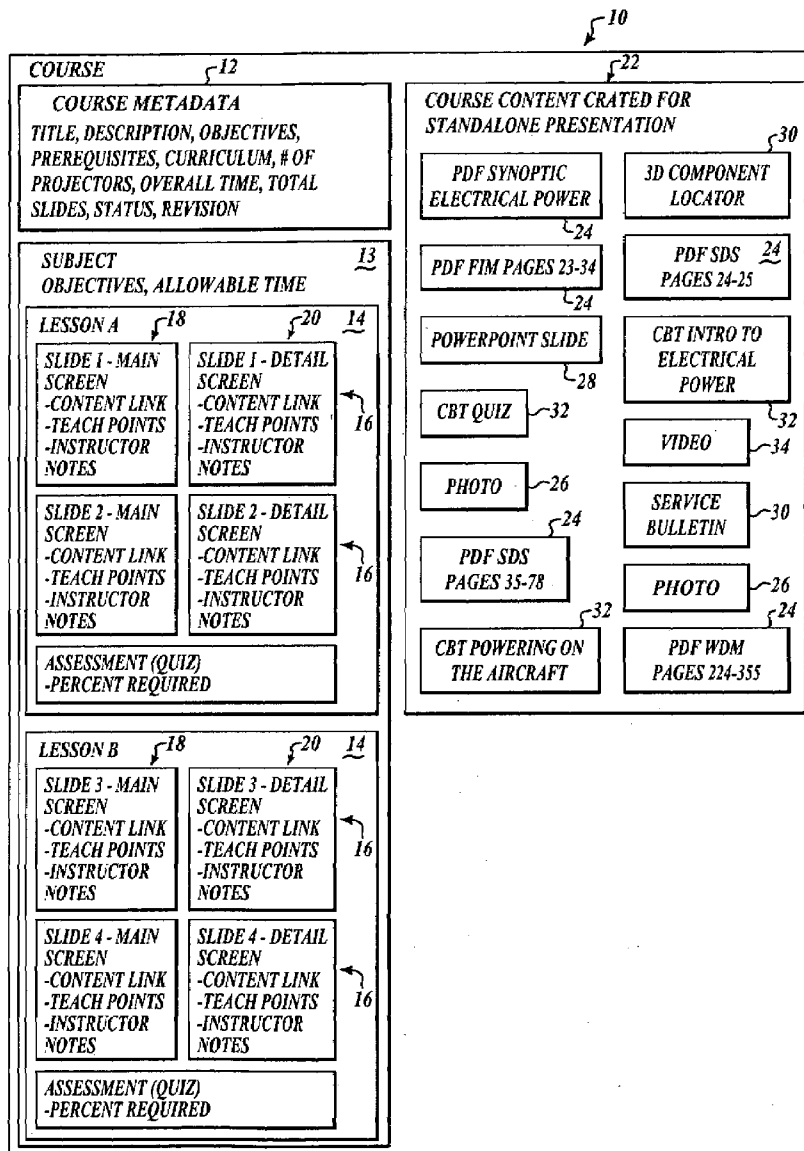 10
COURSE
12
COURSE METADATA
TITLE, DESCRIPTION, OBJECTIVES,
PREREQUISITES, CURRICULUM, # OF
PROJECTORS, OVERALL TIME, TOTAL
SLIDES, STATUS, REVISION
SUBJECT
13
OBJECTIVES, ALLOWABLE TIME
LESSON A
18
20
14
SLIDE 1 - MAIN
SCREEN
-CONTENT LINK
-TEACH POINTS
-INSTRUCTOR
NOTES
SLIDE 1 - DETAIL
SCREEN
-CONTENT LINK
-TEACH POINTS
-INSTRUCTOR
NOTES
16
SLIDE 2 - MAIN
SCREEN
-CONTENT LINK
-TEACH POINTS
-INSTRUCTOR
NOTES
SLIDE 2 - DETAIL
SCREEN
-CONTENT LINK
-TEACH POINTS
-INSTRUCTOR
NOTES
16
ASSESSMENT (QUIZ)
-PERCENT REQUIRED
LESSON B
18
20
14
SLIDE 3 - MAIN
SCREEN
-CONTENT LINK
-TEACH POINTS
-INSTRUCTOR
NOTES
SLIDE 3 - DETAIL
SCREEN
-CONTENT LINK
-TEACH POINTS
-INSTRUCTOR
NOTES
16
SLIDE 4 - MAIN
SCREEN
-CONTENT LINK
-TEACH POINTS
-INSTRUCTOR
NOTES
SLIDE 4 - DETAIL
SCREEN
-CONTENT LINK
-TEACH POINTS
-INSTRUCTOR
NOTES
16
ASSESSMENT (QUIZ)
-PERCENT REQUIRED
22
COURSE CONTENT CRATED FOR
STANDALONE PRESENTATION
30
PDF SYNOPTIC
ELECTRICAL POWER
24
3D COMPONENT
LOCATOR
PDF FIM PAGES 23-34
24
PDF SDS
PAGES 24-25
24
POWERPOINT SLIDE
28
CBT INTRO TO
ELECTRICAL
POWER
32
CBT QUIZ
32
VIDEO
34
PHOTO
26
SERVICE
BULLETIN
30
24
PDF SDS
PAGES 35-78
PHOTO
26
32
CBT POWERING ON
THE AIRCRAFT
24
PDF WDM
PAGES 224-355